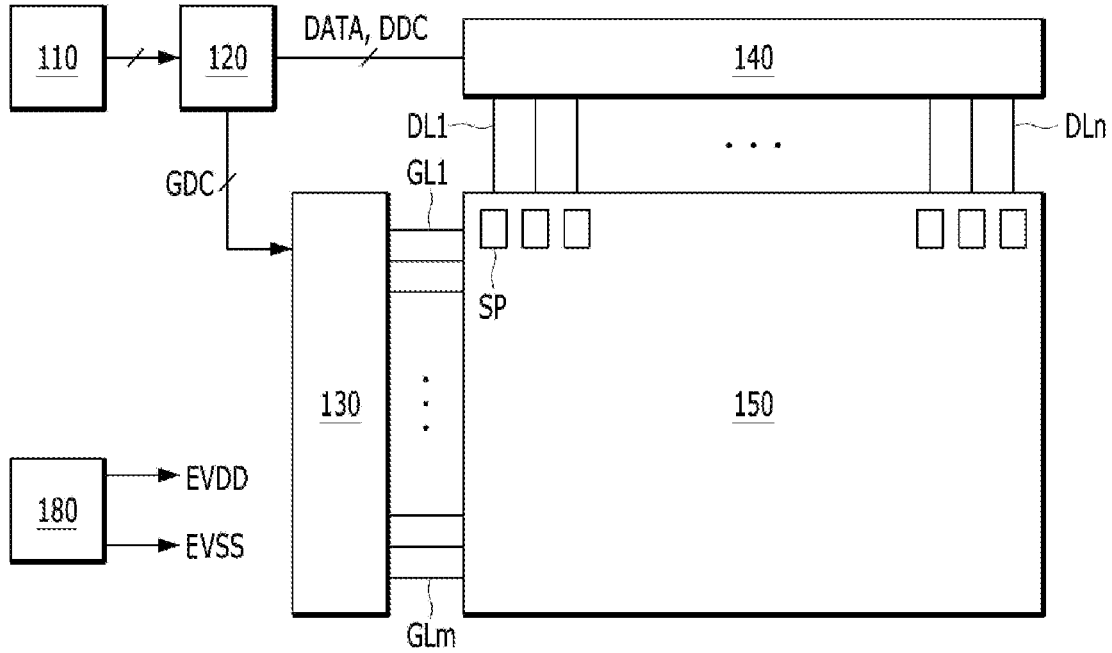 DATA, DDC
110
120
140
DL1
DLn
GDC
GL1
SP
130
150
EVDD
180
EVSS
GLm